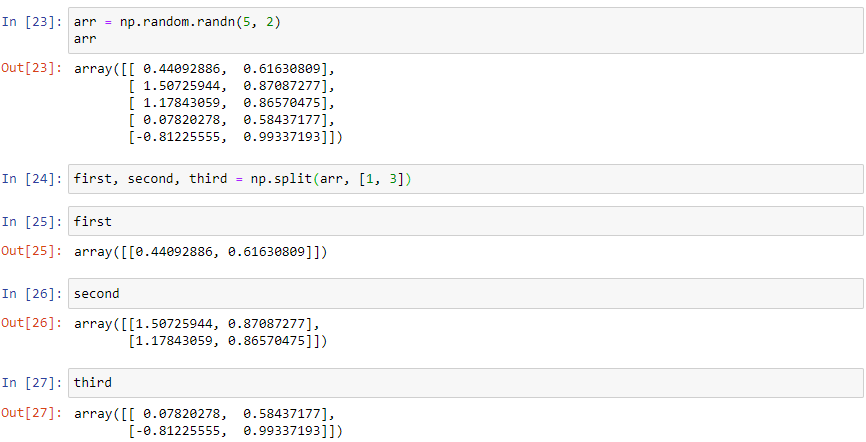 In [23]: arr = np.random.randn(5, 2)
arr
Out[23]: array([[ 0.44092886,  0.61630809],
       [ 1.50725944,  0.87087277],
       [ 1.17843059,  0.86570475],
       [ 0.07820278,  0.58437177],
       [-0.81225555,  0.99337193]])
In [24]: first, second, third = np.split(arr, [1, 3])
In [25]: first
Out[25]: array([[0.44092886, 0.61630809]])
In [26]: second
Out[26]: array([[1.50725944, 0.87087277],
       [1.17843059, 0.86570475]])
In [27]: third
Out[27]: array([[ 0.07820278,  0.58437177],
       [-0.81225555,  0.99337193]])